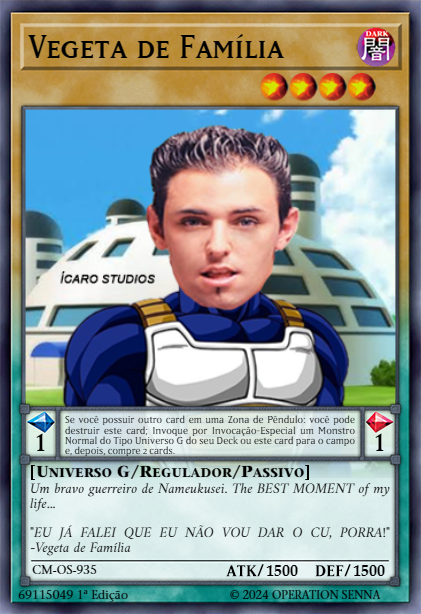 Vegeta de Família
DARK
闇
ÍCARO STUDIOS
Se você possuir outro card em uma Zona de Pêndulo: você pode
destruir este card; Invoque por Invocação-Especial um Monstro
Normal do Tipo Universo G do seu Deck ou este card para o campo
e, depois, compre 2 cards.
1
1
[Universo G/Regulador/Passivo]
Um bravo guerreiro de Nameukusei. The BEST MOMENT of my
life...
"EU JÁ FALEI QUE EU NÃO VOU DAR O CU, PORRA!"
-Vegeta de Família
CM-OS-935
ATK/1500 DEF/1500
69115049 1ª Edição
© 2024 OPERATION SENNA